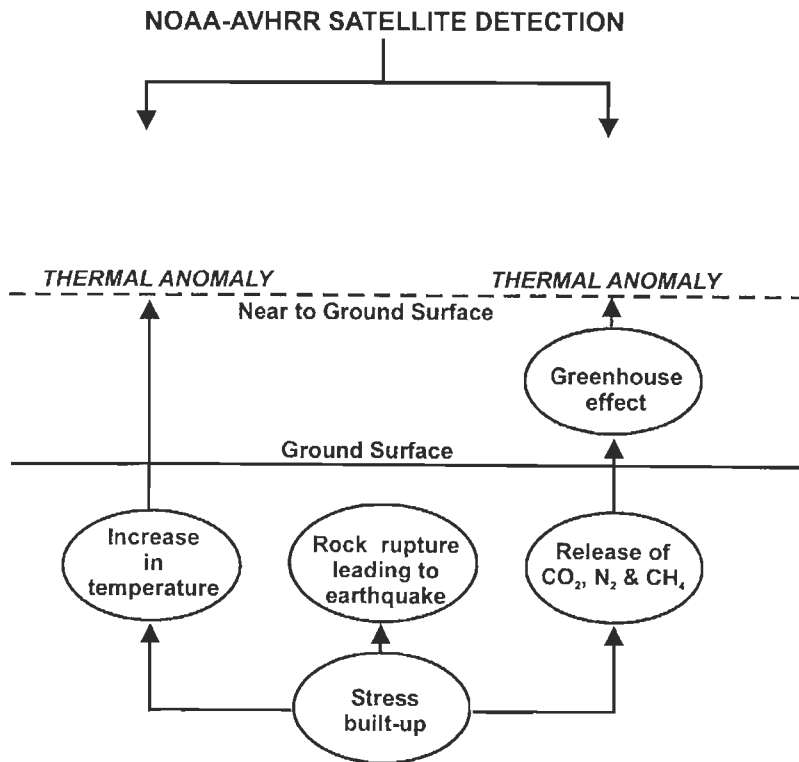 NOAA-AVHRR SATELLITE DETECTION
THERMAL ANOMALY
THERMAL ANOMALY
Near to Ground Surface
Greenhouse
effect
Ground Surface
Increase
in
temperature
Rock rupture
leading to
earthquake
Release of
CO₂, N₂ & CH₄
Stress
built-up